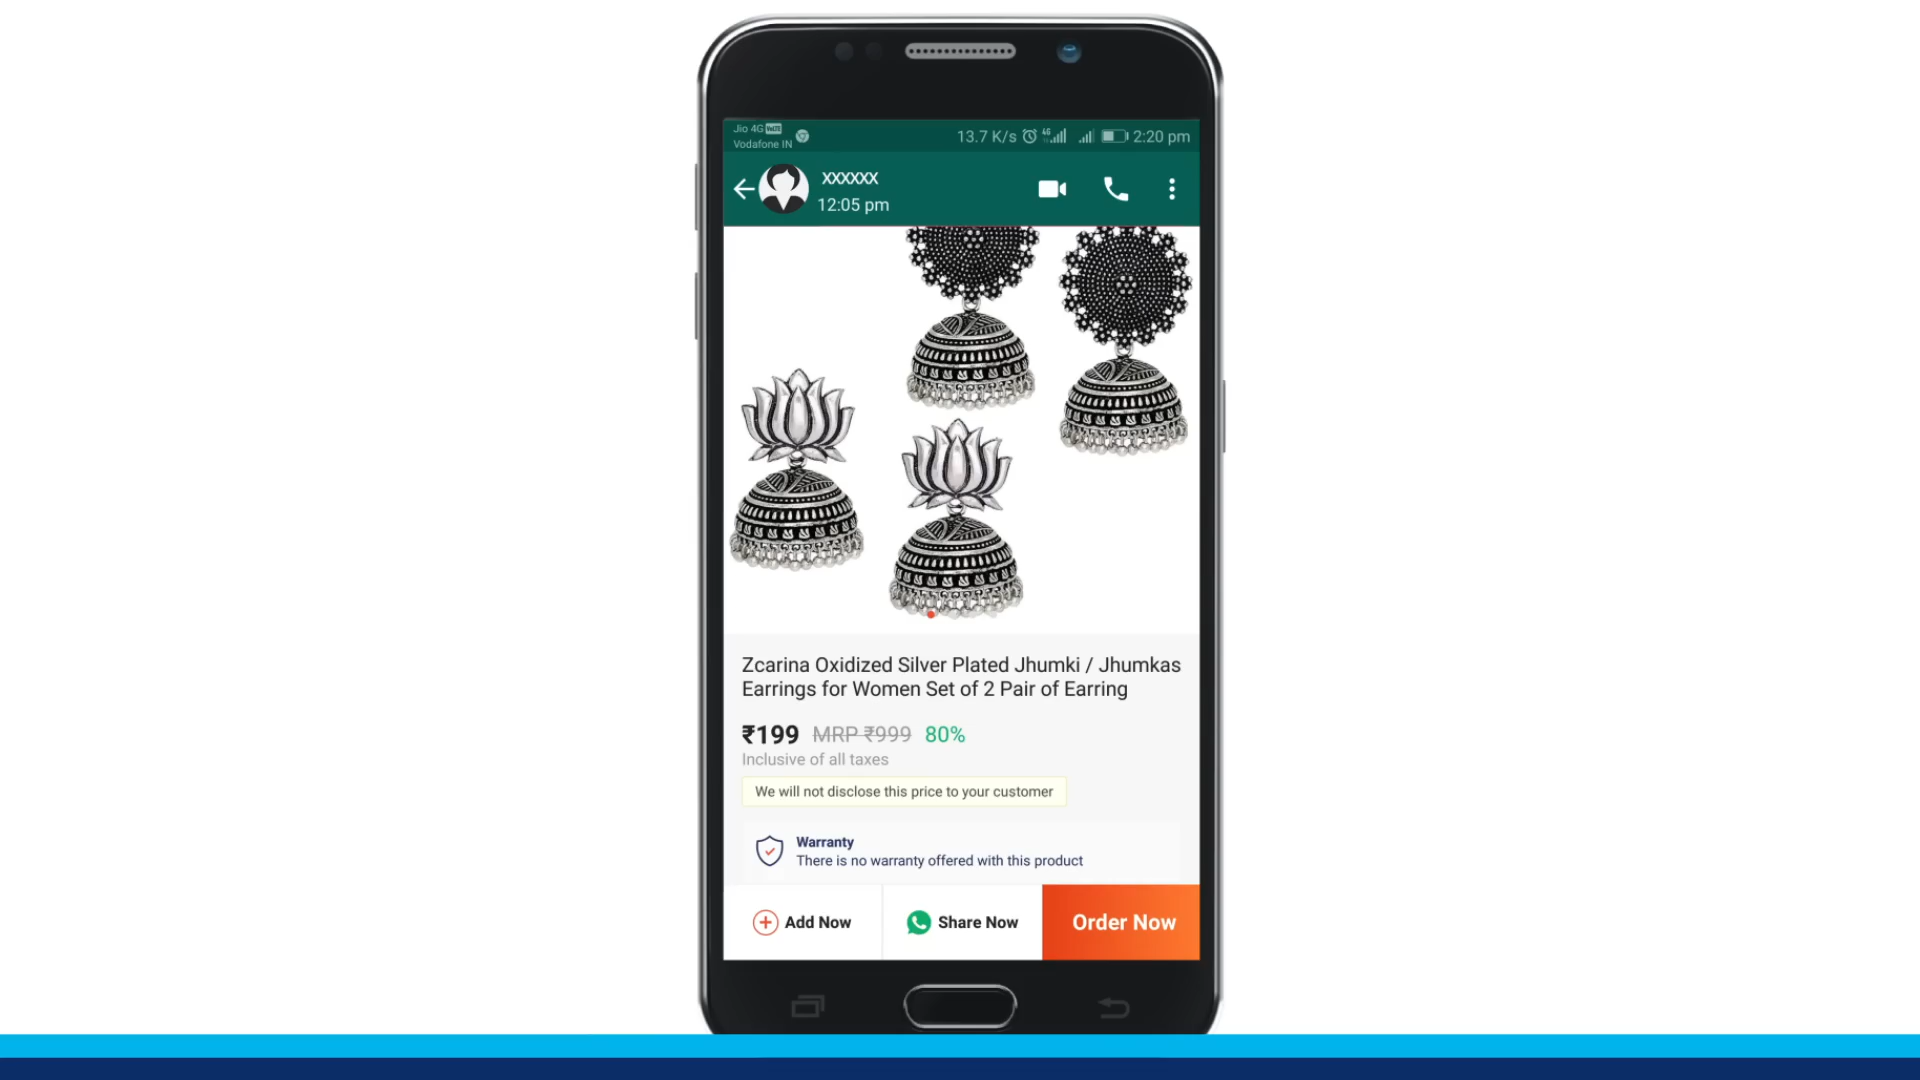 Jio 4G VoLTE
Vodafone IN
13.7 K/s 4G 2:20 pm
xxxxxx
12:05 pm
Zcarina Oxidized Silver Plated Jhumki / Jhumkas
Earrings for Women Set of 2 Pair of Earring
₹199 MRP ₹999 80%
Inclusive of all taxes
We will not disclose this price to your customer
Warranty
There is no warranty offered with this product
Add Now Share Now Order Now